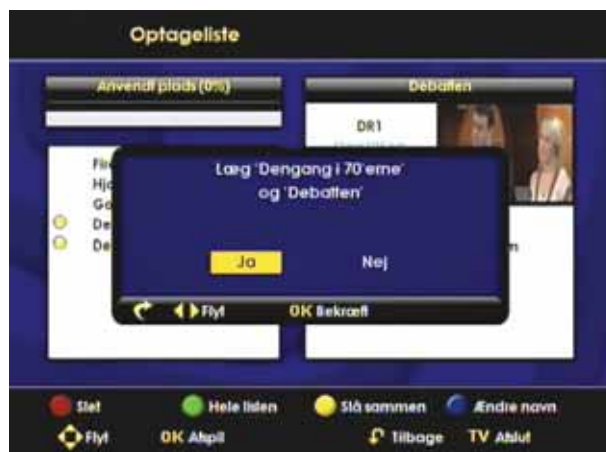 Optageliste
Anvendt plads (0%)
Debatten
DR1
Læg 'Dengang i 70'erne'
og 'Debatten'
Ja
Nej
Flyt
OK Bekræft
Slet
Hele listen
Slå sammen
Ændre navn
Flyt
OK Afspil
Tilbage
TV Afslut